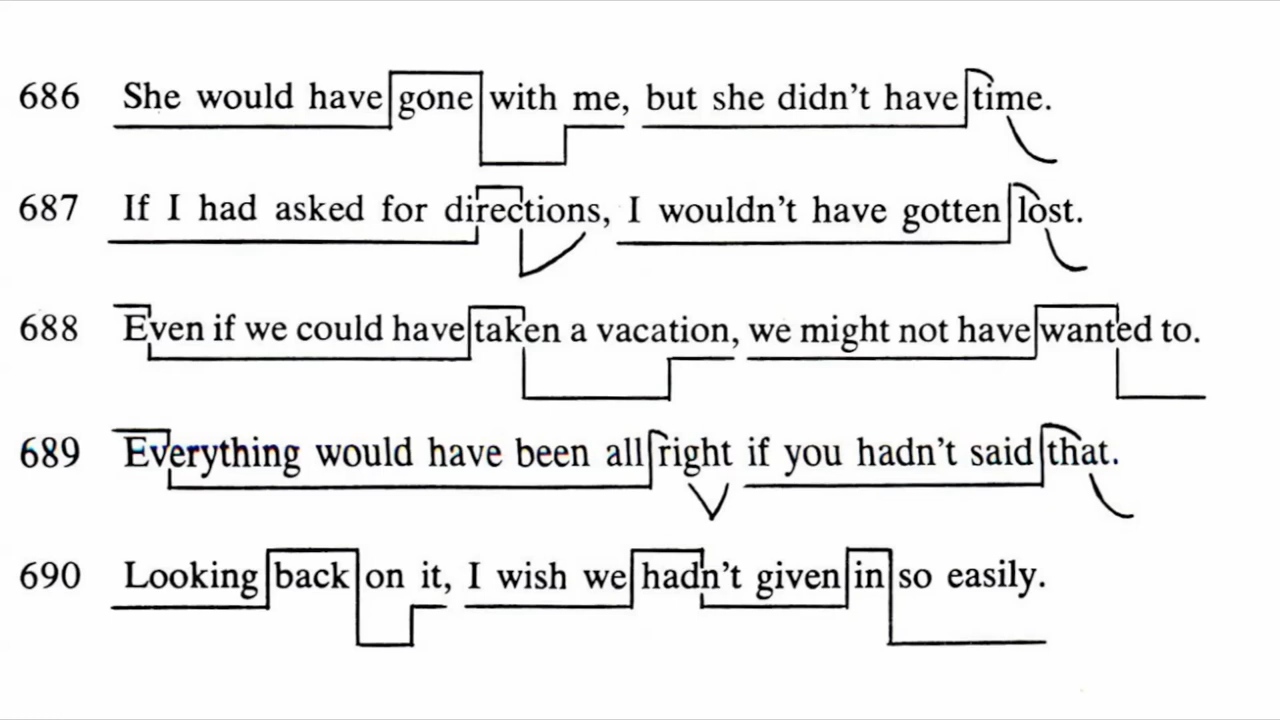 686 She would have gone with me, but she didn't have time.
687 If I had asked for directions, I wouldn't have gotten lost.
688 Even if we could have taken a vacation, we might not have wanted to.
689 Everything would have been all right if you hadn't said that.
690 Looking back on it, I wish we hadn't given in so easily.